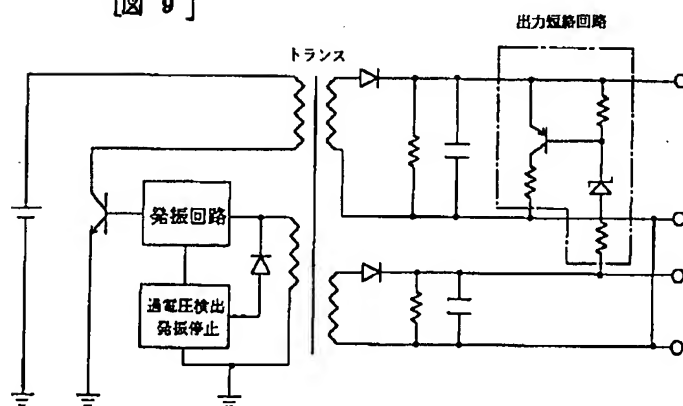 [図 9]
出力短絡回路
トランス
発振回路
過電圧検出
発振停止